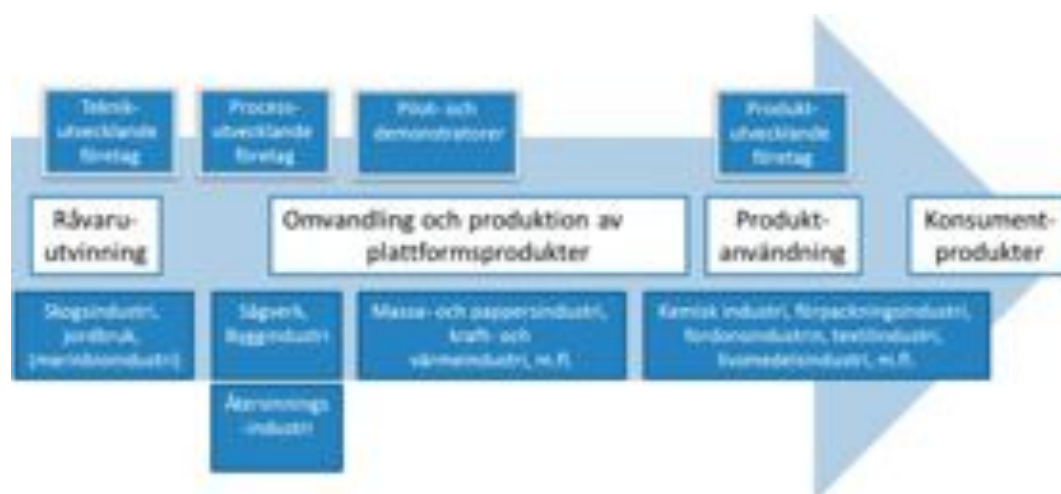 Teknik-
utvecklande
företag
Process-
utvecklande
företag
Pilot- och
demonstratorer
Produkt-
utvecklande
företag
Råvaru-
utvinning
Omvandling och produktion av
plattformsprodukter
Produkt-
användning
Konsument-
produkter
Skogsindustri,
jordbruk,
(marinbioindustri)
Sågverk,
Byggindustri
Massa- och pappersindustri,
kraft- och
värmeindustri, m.fl.
Kemisk industri, förpackningsindustri,
fordonsindustrin, textilindustri,
livsmedelsindustri, m.fl.
Återvinnings
-industri